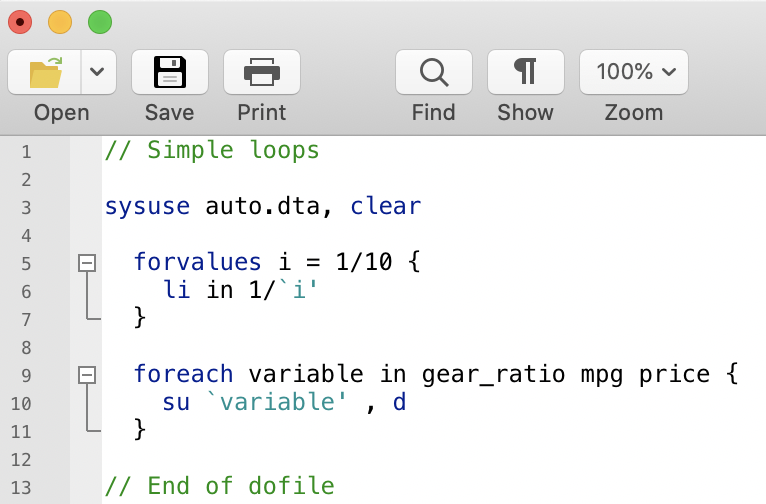 100%
Open Save Print Find Show Zoom
1 // Simple loops
2
3 sysuse auto.dta, clear
4
5 forvalues i = 1/10 {
6 li in 1/`i'
7 }
8
9 foreach variable in gear_ratio mpg price {
10 su `variable' , d
11 }
12
13 // End of dofile